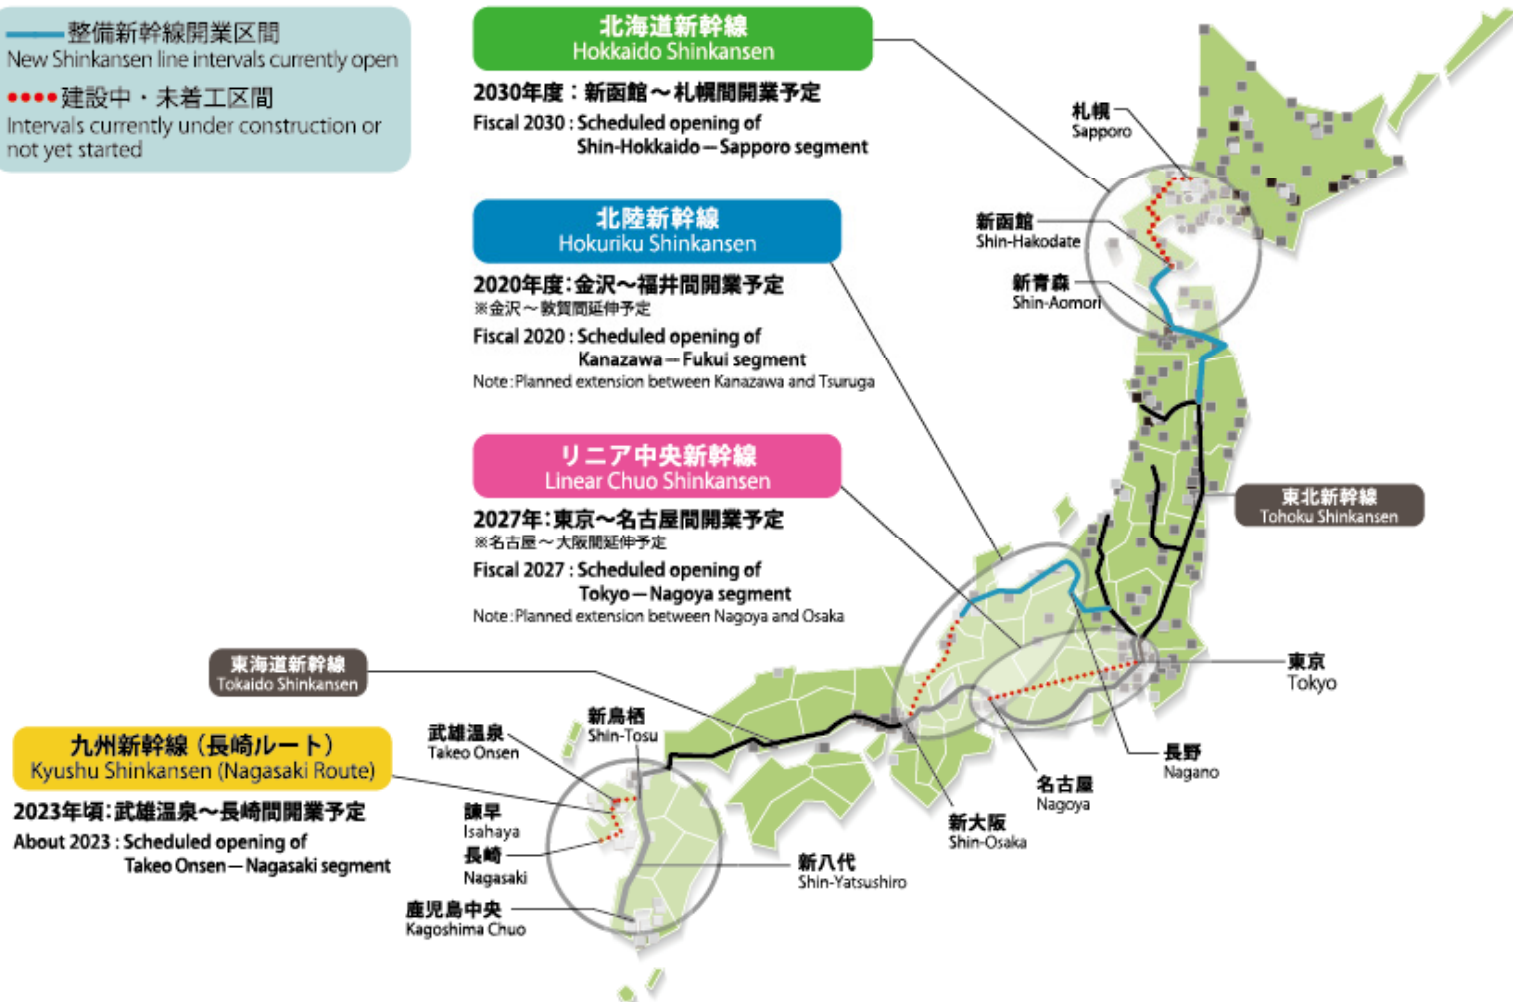 整備新幹線開業区間
New Shinkansen line intervals currently open
建設中・未着工区間
Intervals currently under construction or
not yet started
北海道新幹線
Hokkaido Shinkansen
2030年度：新函館～札幌間開業予定
Fiscal 2030 : Scheduled opening of
Shin-Hokkaido－Sapporo segment
北陸新幹線
Hokuriku Shinkansen
2020年度：金沢～福井間開業予定
※金沢～敦賀間延伸予定
Fiscal 2020 : Scheduled opening of
Kanazawa－Fukui segment
Note:Planned extension between Kanazawa and Tsuruga
リニア中央新幹線
Linear Chuo Shinkansen
2027年：東京～名古屋間開業予定
※名古屋～大阪間延伸予定
Fiscal 2027 : Scheduled opening of
Tokyo－Nagoya segment
Note:Planned extension between Nagoya and Osaka
札幌
Sapporo
新函館
Shin-Hakodate
新青森
Shin-Aomori
東北新幹線
Tohoku Shinkansen
東海道新幹線
Tokaido Shinkansen
東京
Tokyo
九州新幹線（長崎ルート）
Kyushu Shinkansen (Nagasaki Route)
2023年頃：武雄温泉～長崎間開業予定
About 2023 : Scheduled opening of
Takeo Onsen－Nagasaki segment
武雄温泉
Takeo Onsen
新鳥栖
Shin-Tosu
諫早
Isahaya
長崎
Nagasaki
鹿児島中央
Kagoshima Chuo
新八代
Shin-Yatsushiro
新大阪
Shin-Osaka
名古屋
Nagoya
長野
Nagano